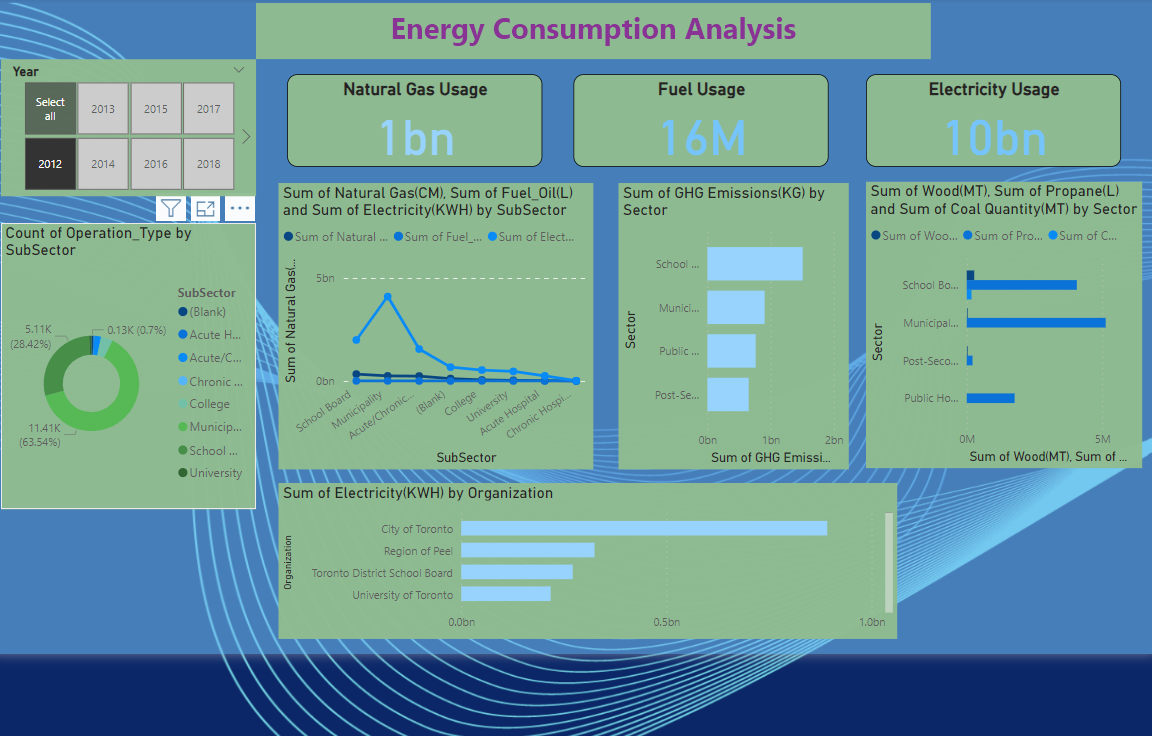 Energy Consumption Analysis
Year
Select all
2013
2015
2017
2012
2014
2016
2018
Natural Gas Usage
1bn
Fuel Usage
16M
Electricity Usage
10bn
Count of Operation_Type by
SubSector
5.11K
(28.42%)
0.13K (0.7%)
11.41K
(63.54%)
SubSector
(Blank)
Acute H...
Acute/C...
Chronic ...
College
Municip...
School ...
University
Sum of Natural Gas(CM), Sum of Fuel_Oil(L)
and Sum of Electricity(KWH) by SubSector
Sum of Natural ...
Sum of Fuel_...
Sum of Elect...
Sum of Natural Gas(...
5bn
0bn
School Board
Municipality
Acute/Chronic...
(Blank)
College
University
Acute Hospital
Chronic Hospi...
SubSector
Sum of GHG Emissions(KG) by
Sector
Sector
School ...
Munici...
Public ...
Post-Se...
0bn
1bn
2bn
Sum of GHG Emissi...
Sum of Wood(MT), Sum of Propane(L)
and Sum of Coal Quantity(MT) by Sector
Sum of Woo...
Sum of Pro...
Sum of C...
Sector
School Bo...
Municipal...
Post-Seco...
Public Ho...
0M
5M
Sum of Wood(MT), Sum of ...
Sum of Electricity(KWH) by Organization
Organization
City of Toronto
Region of Peel
Toronto District School Board
University of Toronto
0.0bn
0.5bn
1.0bn